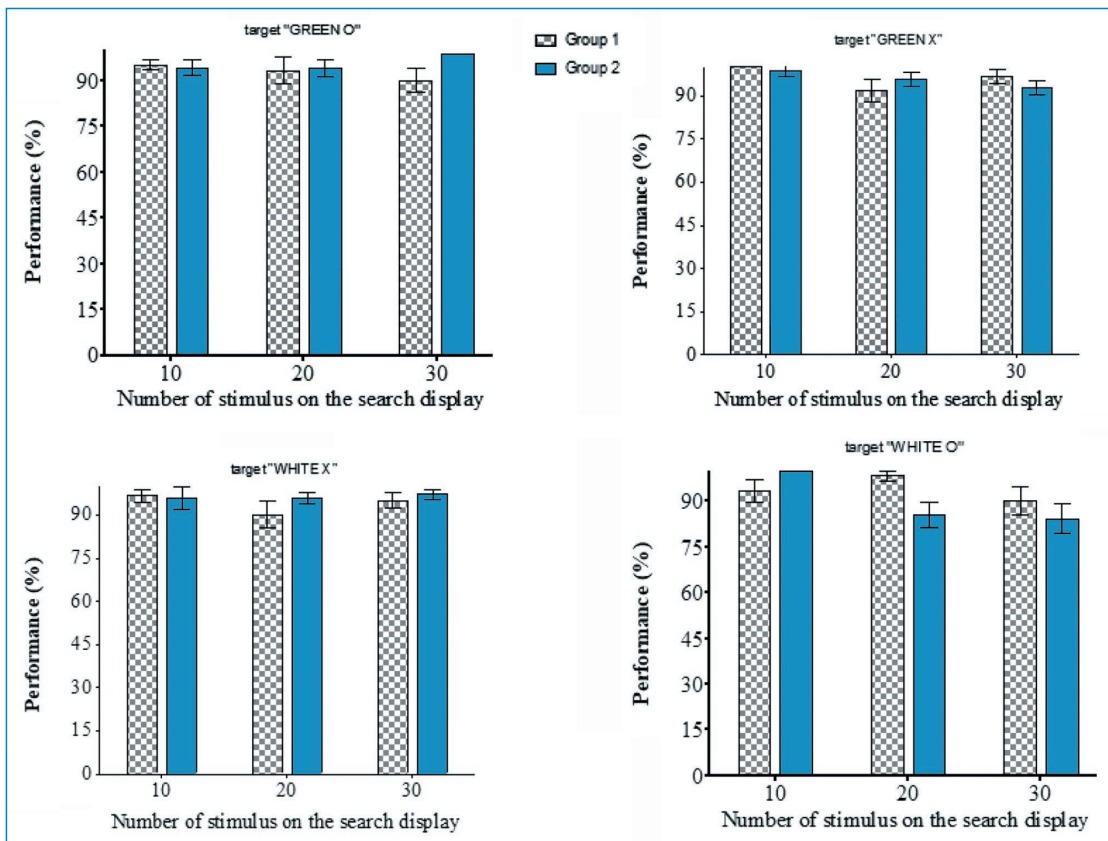 target "GREEN O"
Group 1
Group 2
Performance (%)
90
75
60
45
30
15
0
10 20 30
Number of stimulus on the search display
target "GREEN X"
Performance (%)
90
75
60
45
30
15
0
10 20 30
Number of stimulus on the search display
target "WHITE X"
Performance (%)
90
75
60
45
30
15
0
10 20 30
Number of stimulus on the search display
target "WHITE O"
Performance (%)
90
75
60
45
30
15
0
10 20 30
Number of stimulus on the search display